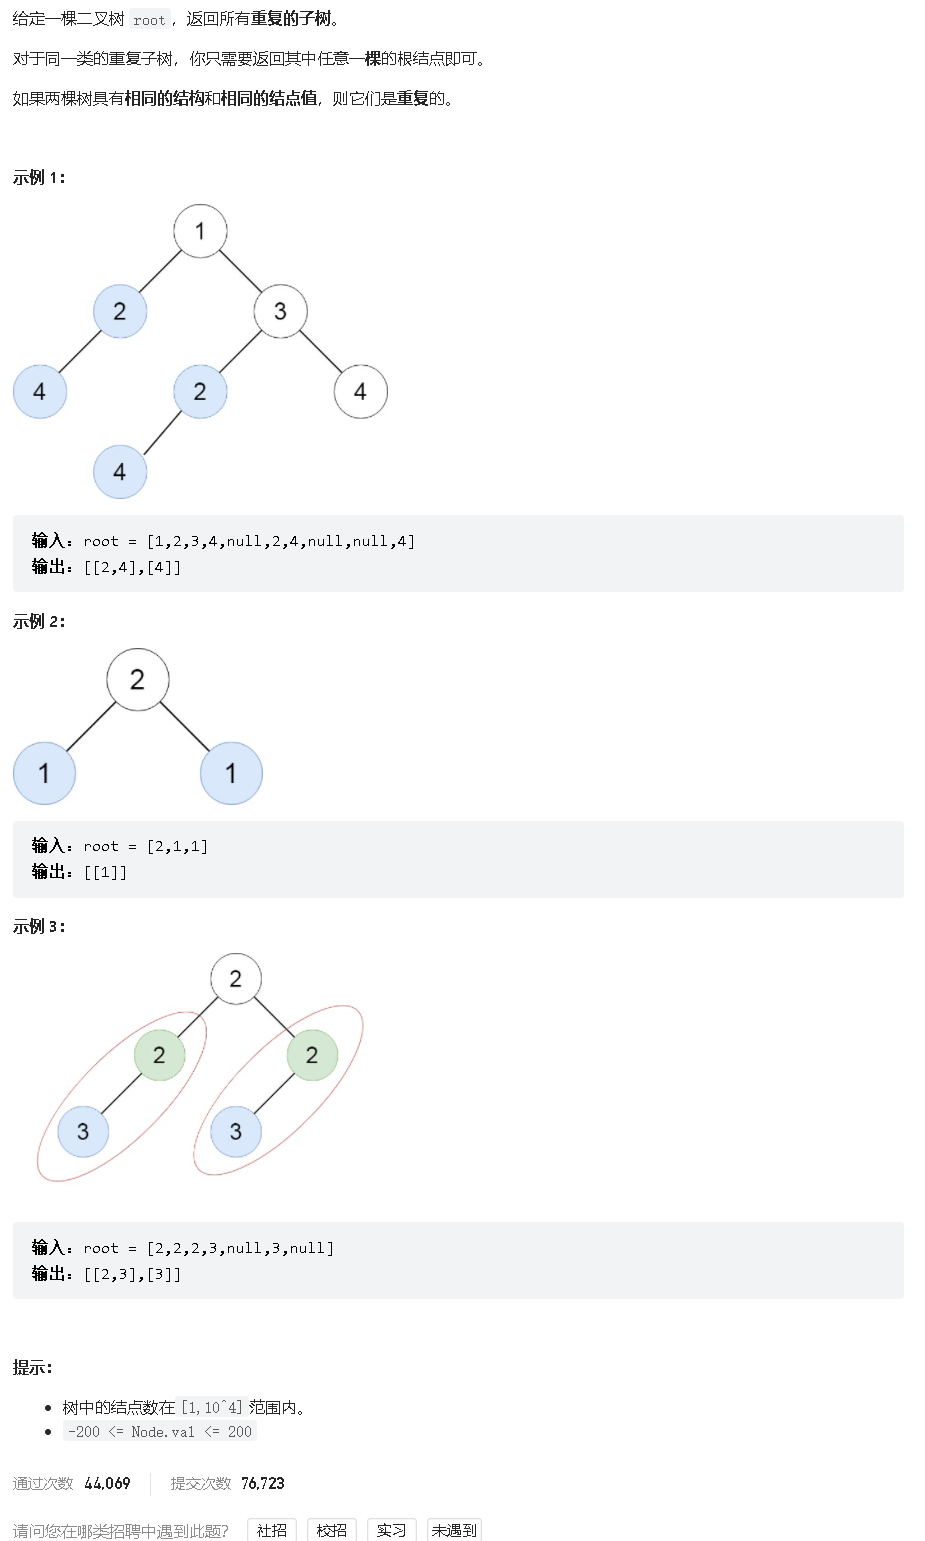 给定一棵二叉树 root，返回所有重复的子树。
对于同一类的重复子树，你只需要返回其中任意一棵的根结点即可。
如果两棵树具有相同的结构和相同的结点值，则它们是重复的。
示例 1：
1
2 3
4 2 4
4
输入：root = [1,2,3,4,null,2,4,null,null,4]
输出：[[2,4],[4]]
示例 2：
2
1 1
输入：root = [2,1,1]
输出：[[1]]
示例 3：
2
2 2
3 3
输入：root = [2,2,2,3,null,3,null]
输出：[[2,3],[3]]
提示：
树中的结点数在 [1,10^4] 范围内。
-200 <= Node.val <= 200
通过次数 44,069 提交次数 76,723
请问您在哪类招聘中遇到此题？ 社招 校招 实习 未遇到